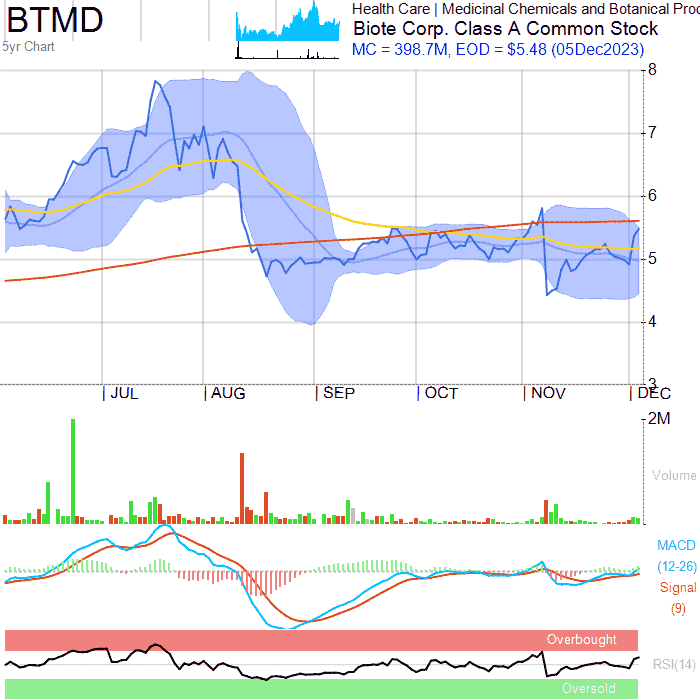 BTMD
5yr Chart
Health Care | Medicinal Chemicals and Botanical Proc
Biote Corp. Class A Common Stock
MC = 398.7M, EOD = $5.48 (05Dec2023)
8
7
6
5
4
3
JUL AUG SEP OCT NOV DEC
2M
Volume
MACD
(12-26)
Signal
(9)
Overbought
RSI(14)
Oversold